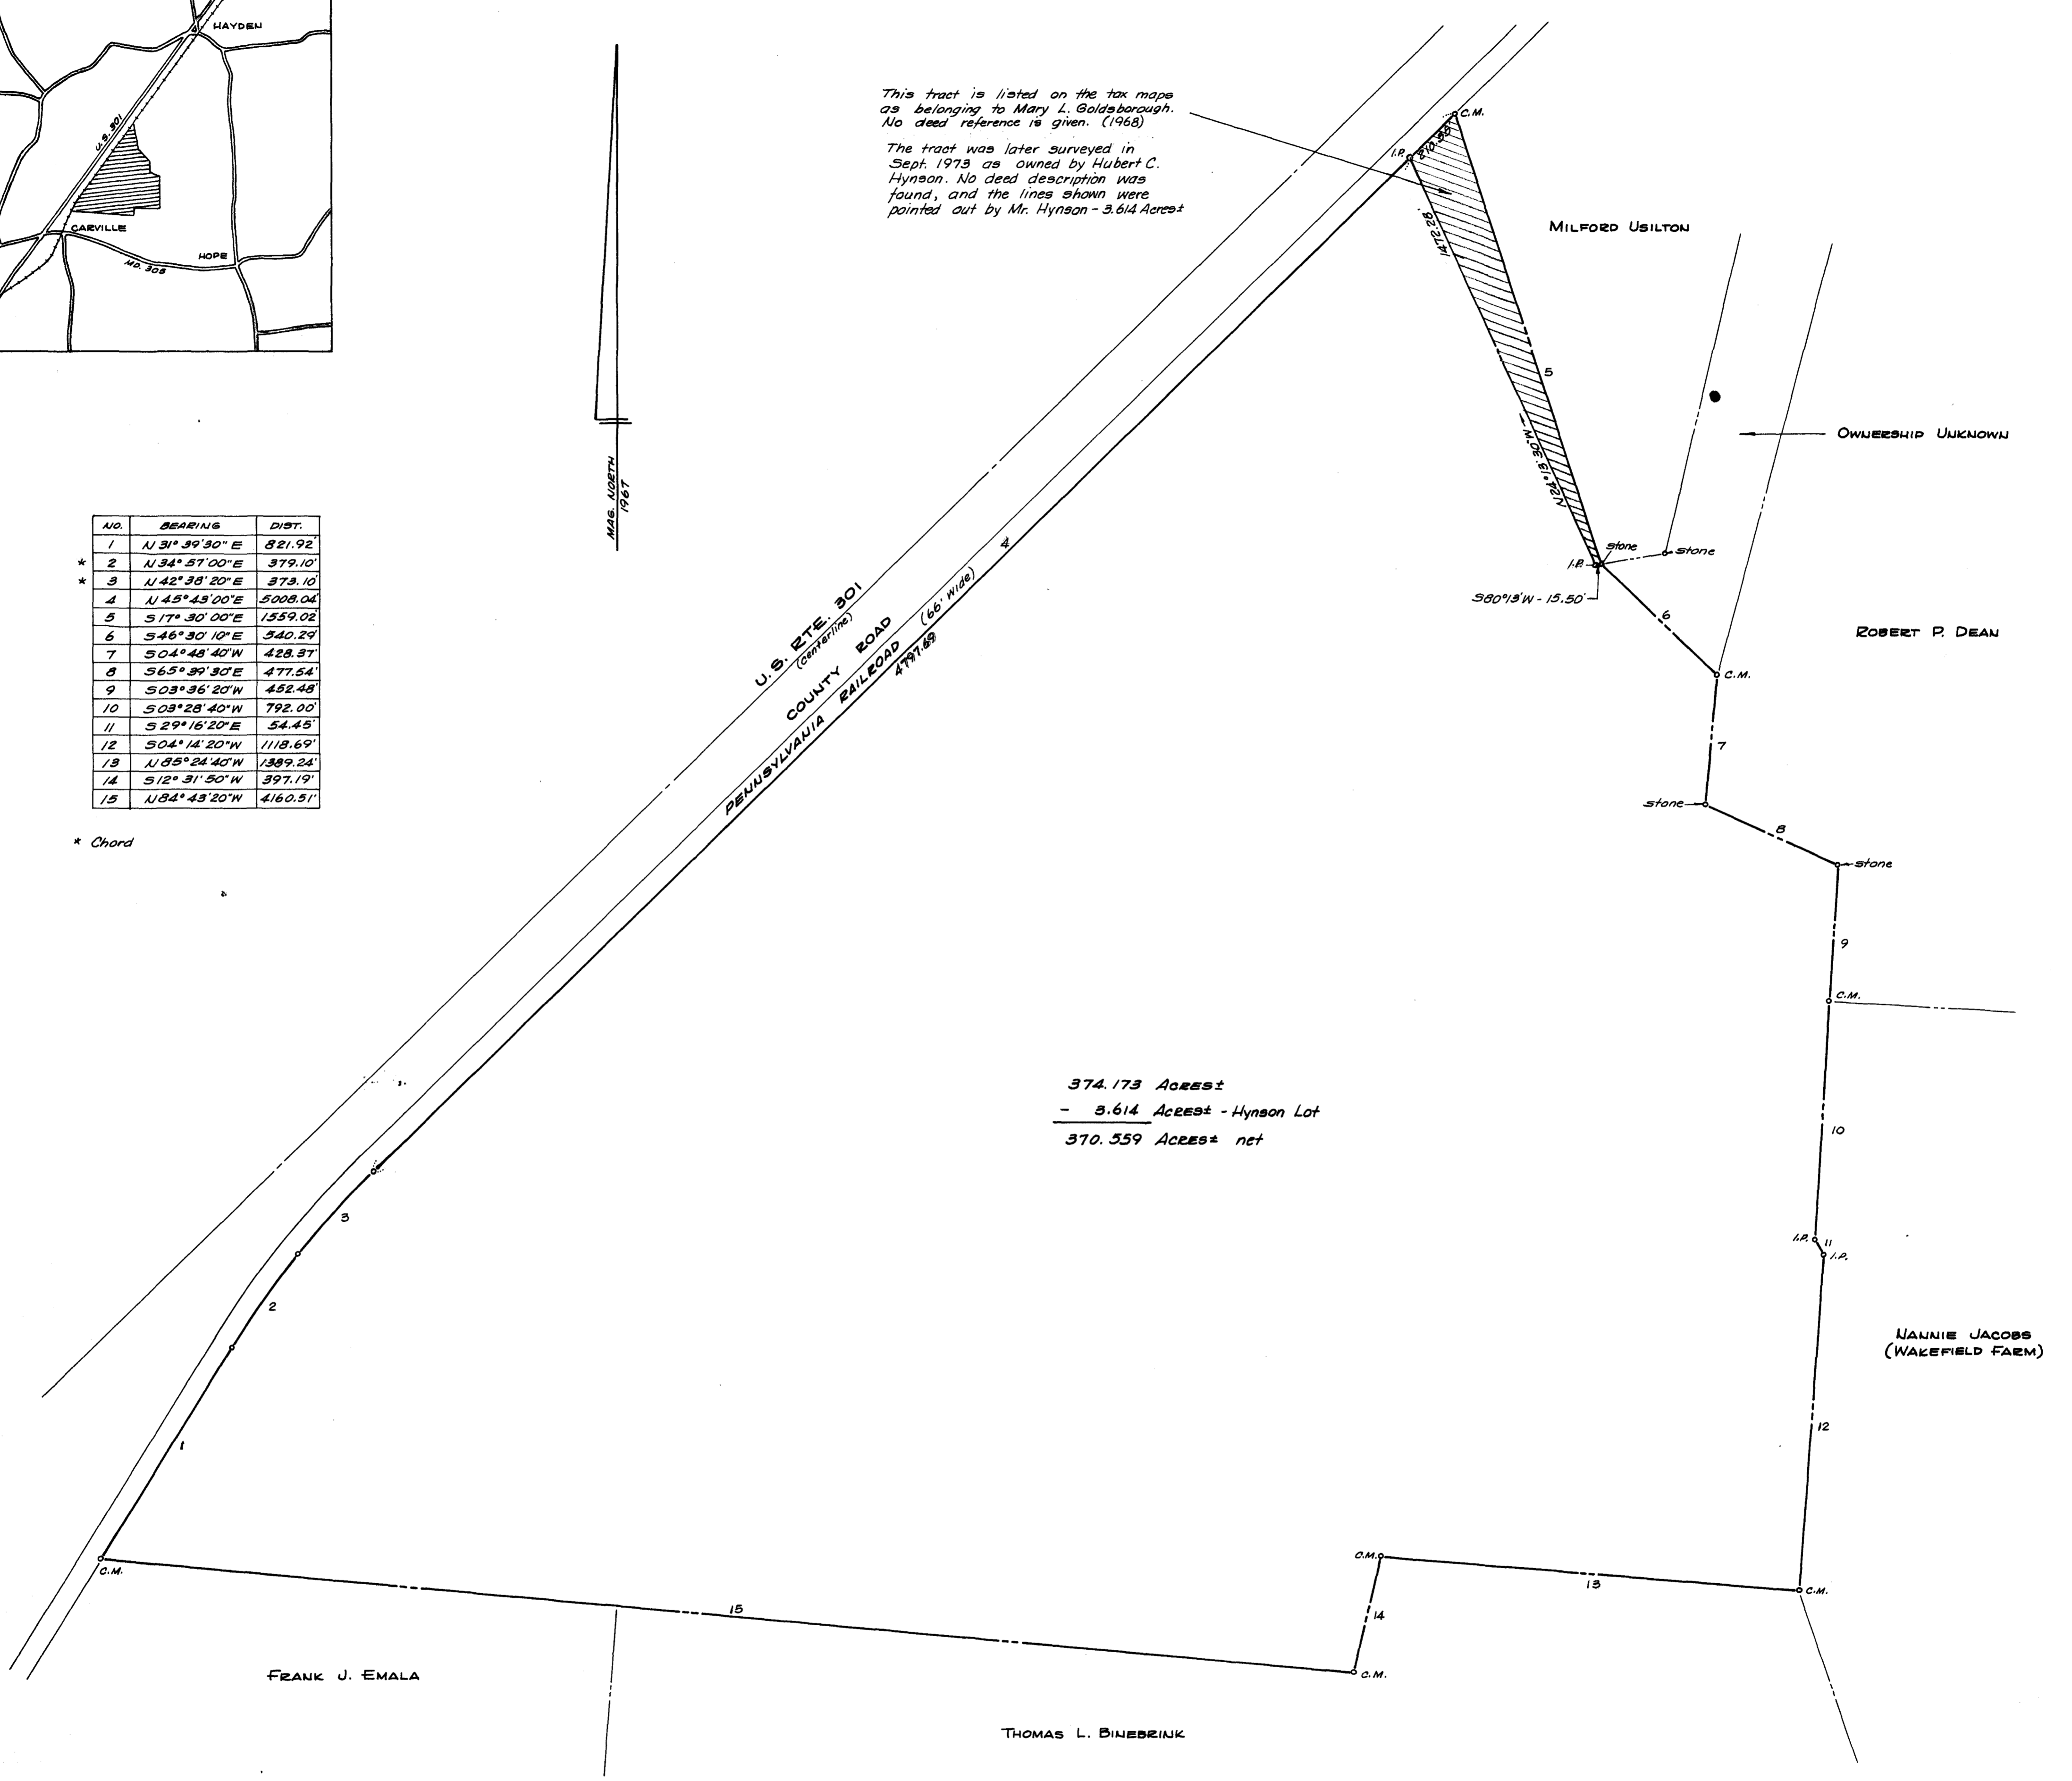 HAYDEN
U.S. 301
CARVILLE
HOPE
MD. 305
MAG. NORTH
1967
This tract is listed on the tax maps
as belonging to Mary L. Goldsborough.
No deed reference is given. (1968)
The tract was later surveyed in
Sept. 1973 as owned by Hubert C.
Hynson. No deed description was
found, and the lines shown were
pointed out by Mr. Hynson - 3.614 Acres±
C.M.
I.P.
210.35
1472.28'
N24°13'30"W
5
MILFORD USILTON
OWNERSHIP UNKNOWN
stone
stone
I.P.
S80°13'W - 15.50'
6
ROBERT P. DEAN
C.M.
7
stone
8
stone
9
C.M.
10
I.P.
11
I.P.
12
NANNIE JACOBS
(WAKEFIELD FARM)
C.M.
13
C.M.
14
C.M.
15
C.M.
1
2
3
4
U.S. RTE. 301
(centerline)
COUNTY ROAD
PENNSYLVANIA RAILROAD (66' wide)
4797.69
NO. BEARING DIST.
1 N 31° 39'30" E 821.92'
* 2 N 34° 57'00"E 379.10'
* 3 N 42° 38'20"E 373.10'
4 N 45° 43'00"E 5008.04'
5 S 17° 30' 00"E 1559.02
6 S46° 30' 10"E 540.29'
7 S04° 48' 40"W 428.37'
8 S65° 39' 30"E 477.54'
9 S03° 36' 20"W 452.48'
10 S03° 28' 40"W 792.00'
11 S 29° 16' 20"E 54.45'
12 S04° 14' 20"W 1118.69'
13 N 85° 24' 40"W 1389.24'
14 S12° 31' 50"W 397.19'
15 N84° 43' 20"W 4160.51'
* Chord
374.173 ACRES±
- 3.614 ACRES± - Hynson Lot
370.559 ACRES± net
FRANK J. EMALA
THOMAS L. BINEBRINK